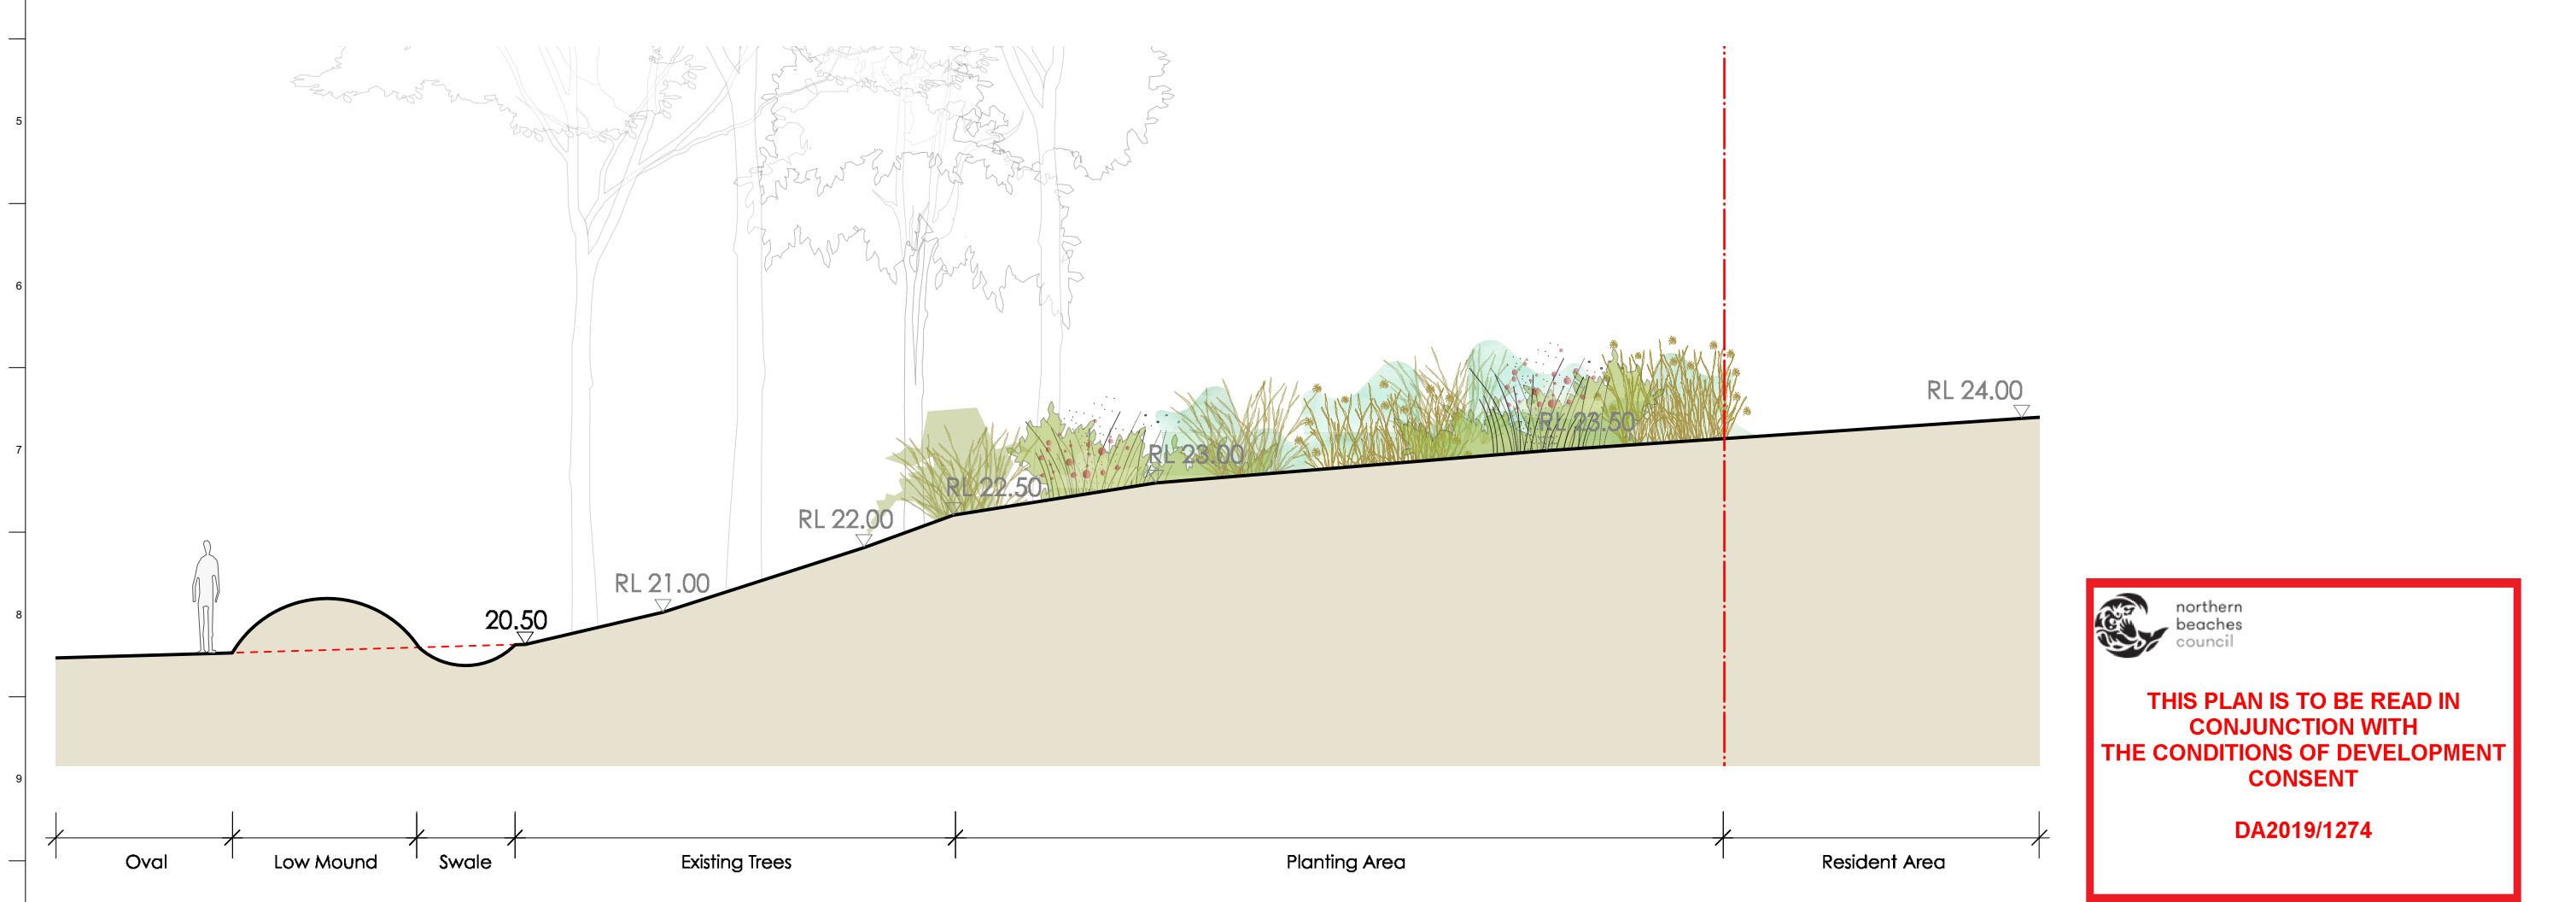 5
6
7
8
9
RL 24.00
RL 23.50
RL 23.00
RL 22.50
RL 22.00
RL 21.00
20.50
Oval
Low Mound
Swale
Existing Trees
Planting Area
Resident Area
northern
beaches
council
THIS PLAN IS TO BE READ IN
CONJUNCTION WITH
THE CONDITIONS OF DEVELOPMENT
CONSENT
DA2019/1274